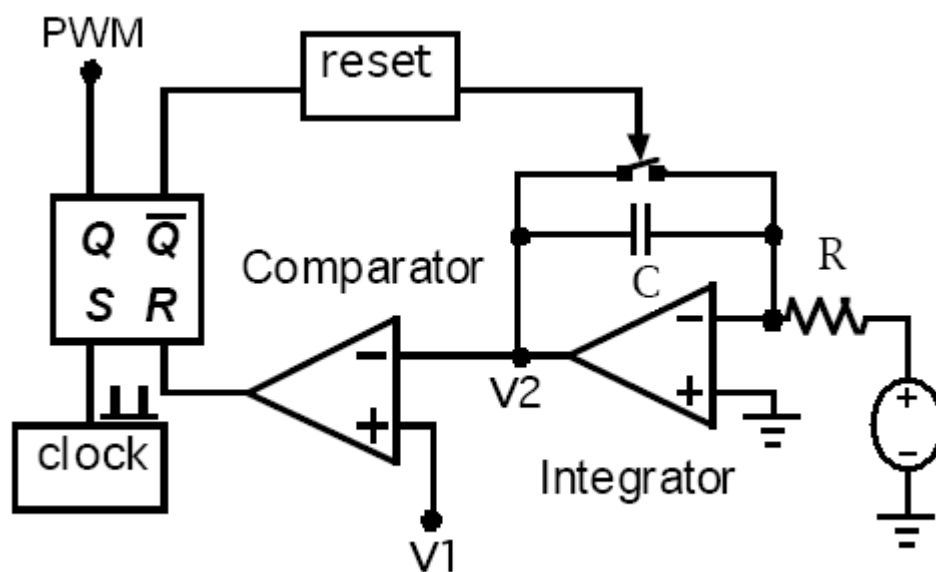 PWM
reset
Q Q̅
S R
Comparator
C
R
−
+
−
+
V2
+
−
clock
Integrator
V1